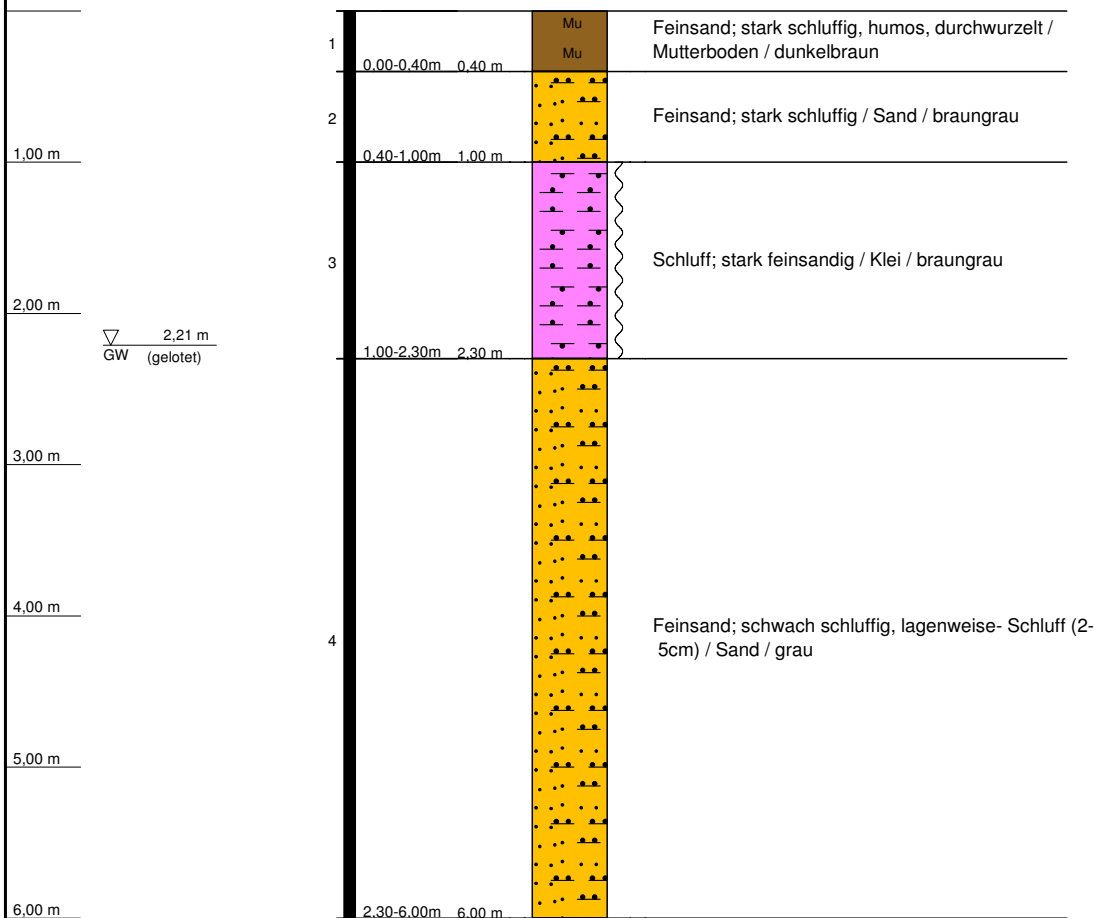 Mu
Mu
1
0,00-0,40m 0,40 m
Feinsand; stark schluffig, humos, durchwurzelt /
Mutterboden / dunkelbraun
2
Feinsand; stark schluffig / Sand / braungrau
1,00 m
0,40-1,00m 1,00 m
3
Schluff; stark feinsandig / Klei / braungrau
2,00 m
2,21 m
GW (gelotet)
1,00-2,30m 2,30 m
3,00 m
4,00 m
4
Feinsand; schwach schluffig, lagenweise- Schluff (2-
5cm) / Sand / grau
5,00 m
6,00 m
2,30-6,00m 6,00 m